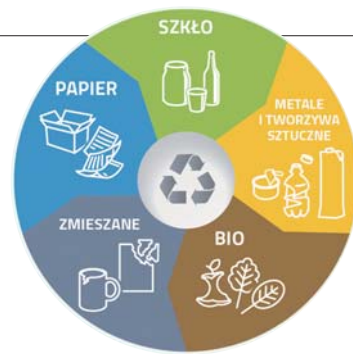 SZKŁO
PAPIER
METALE
I TWORZYWA
SZTUCZNE
ZMIESZANE
BIO